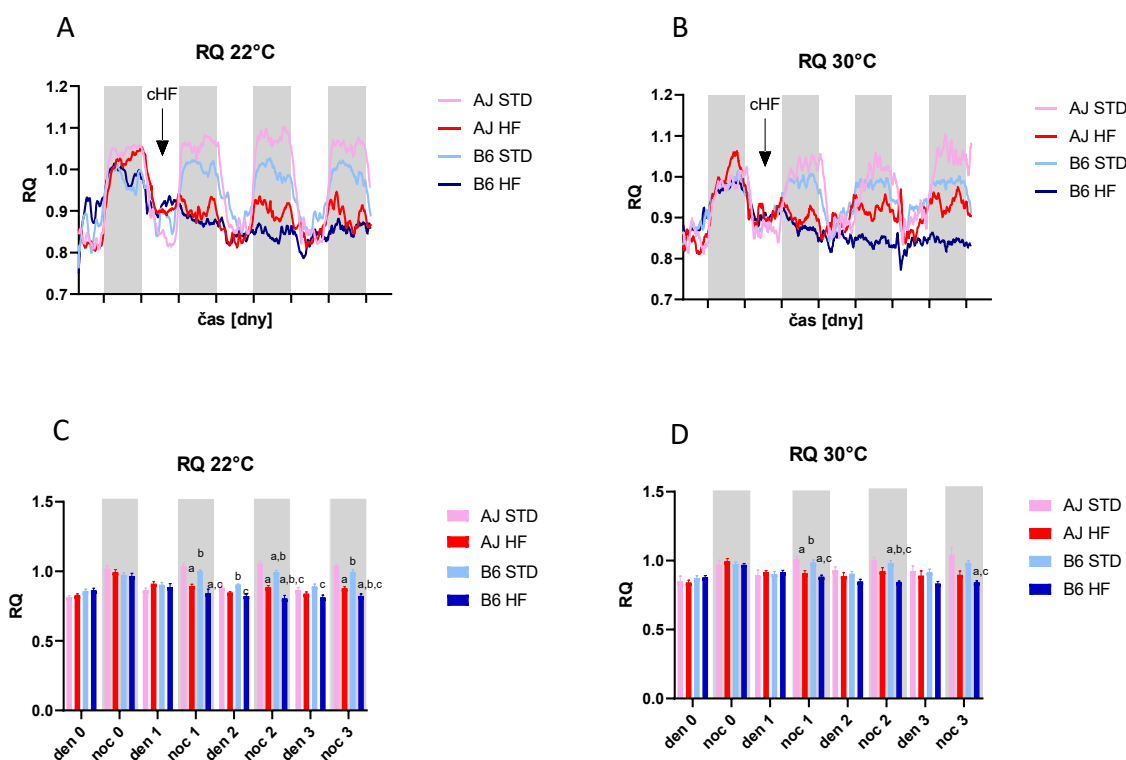 A
RQ 22°C
cHF
RQ
1.2
1.1
1.0
0.9
0.8
0.7
čas [dny]
AJ STD
AJ HF
B6 STD
B6 HF
B
RQ 30°C
cHF
RQ
1.2
1.1
1.0
0.9
0.8
0.7
čas [dny]
AJ STD
AJ HF
B6 STD
B6 HF
C
RQ 22°C
RQ
1.5
1.0
0.5
0.0
b
a
a,c
b
c
a,b
a
a,b,c
c
b
a
a,b,c
den 0
noc 0
den 1
noc 1
den 2
noc 2
den 3
noc 3
AJ STD
AJ HF
B6 STD
B6 HF
D
RQ 30°C
RQ
1.5
1.0
0.5
0.0
a
b
a,c
a,b,c
a,c
den 0
noc 0
den 1
noc 1
den 2
noc 2
den 3
noc 3
AJ STD
AJ HF
B6 STD
B6 HF